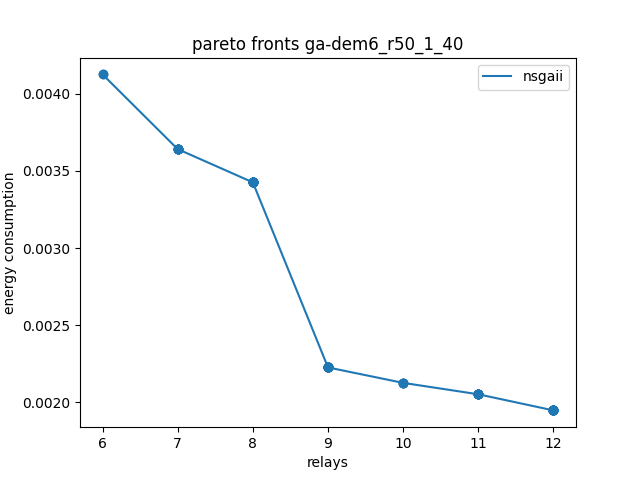 pareto fronts ga-dem6_r50_1_40
nsgaii
energy consumption
0.0040
0.0035
0.0030
0.0025
0.0020
6 7 8 9 10 11 12
relays